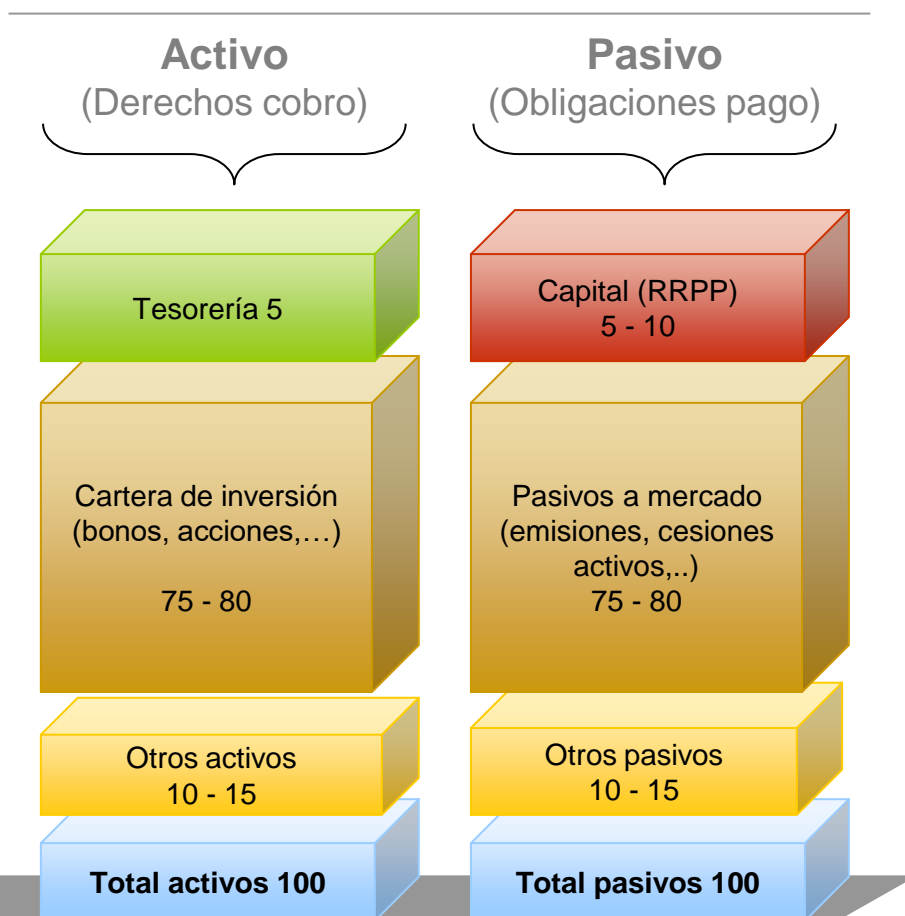 Activo
(Derechos cobro)
Tesorería 5
Cartera de inversión
(bonos, acciones,…)
75 - 80
Otros activos
10 - 15
Total activos 100
Pasivo
(Obligaciones pago)
Capital (RRPP)
5 - 10
Pasivos a mercado
(emisiones, cesiones
activos,..)
75 - 80
Otros pasivos
10 - 15
Total pasivos 100